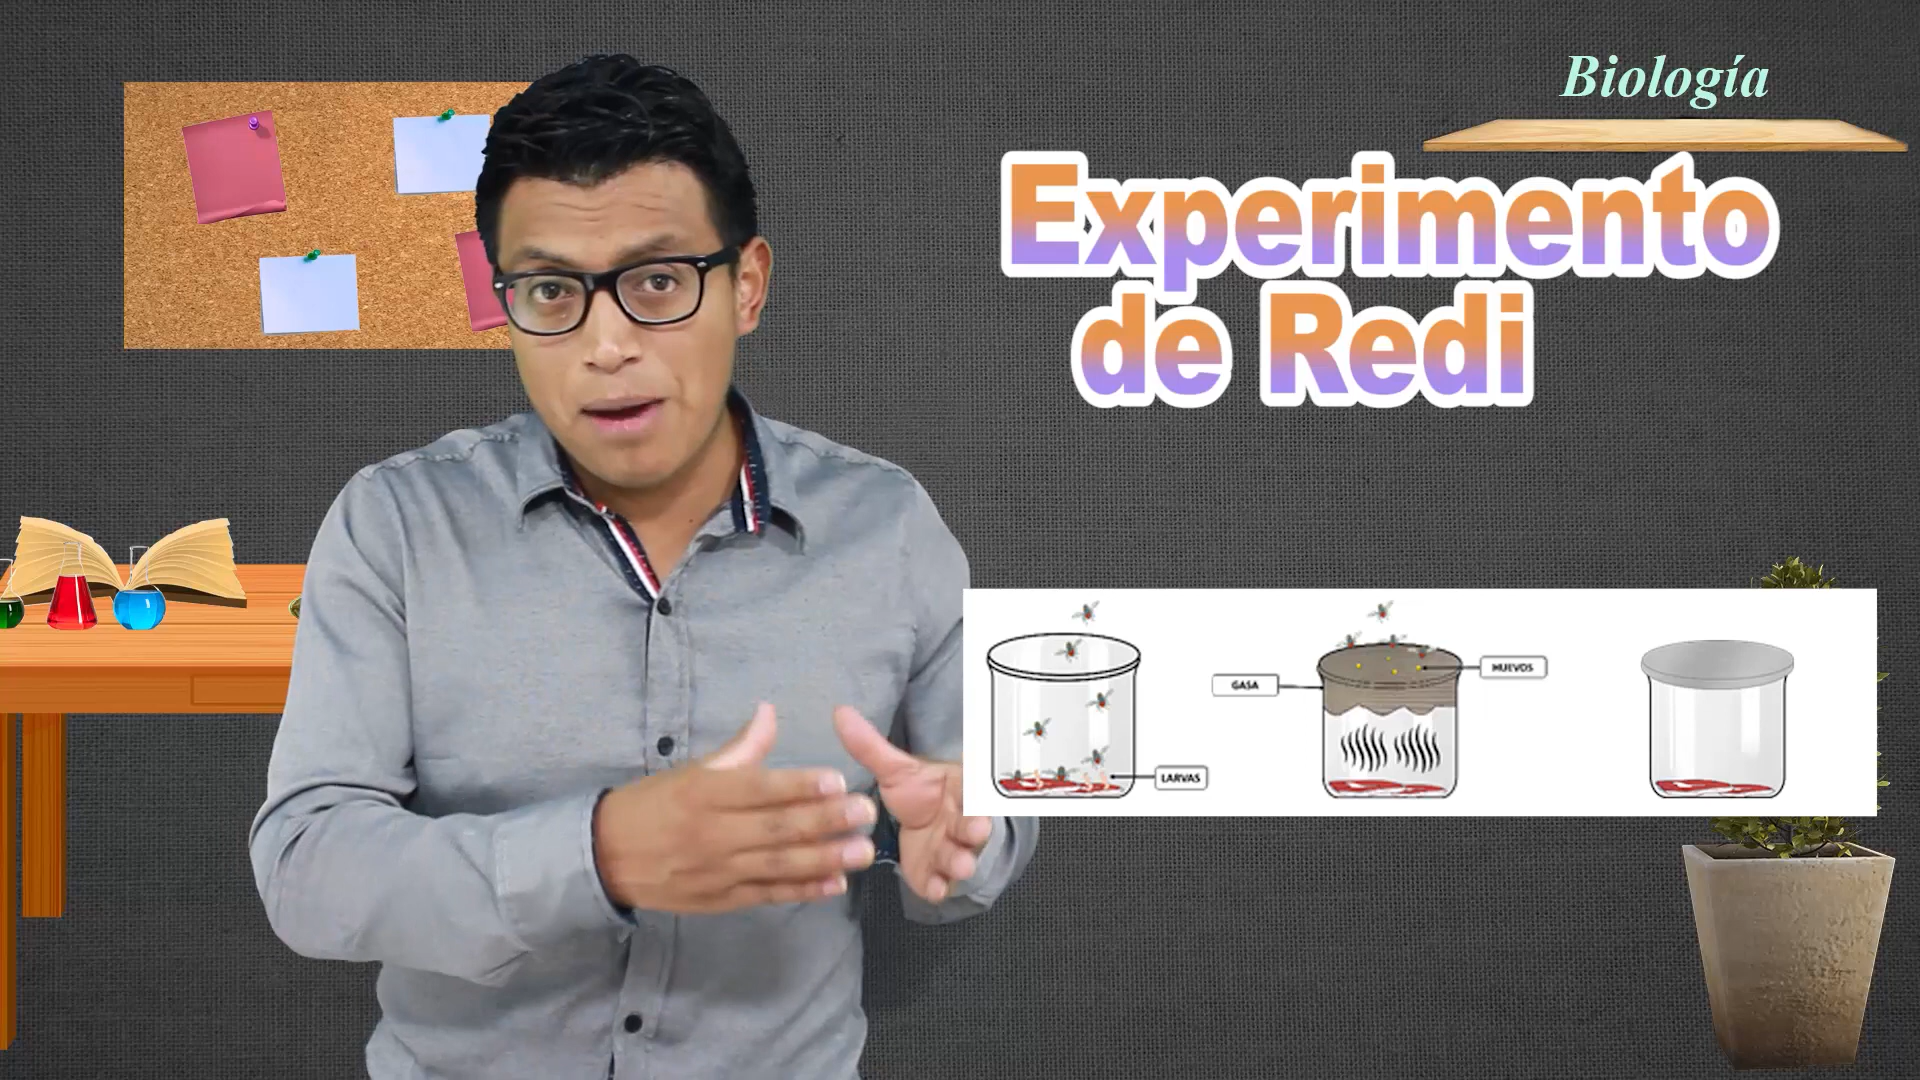 Biología
Experimento
de Redi
HUEVOS
GASA
LARVAS